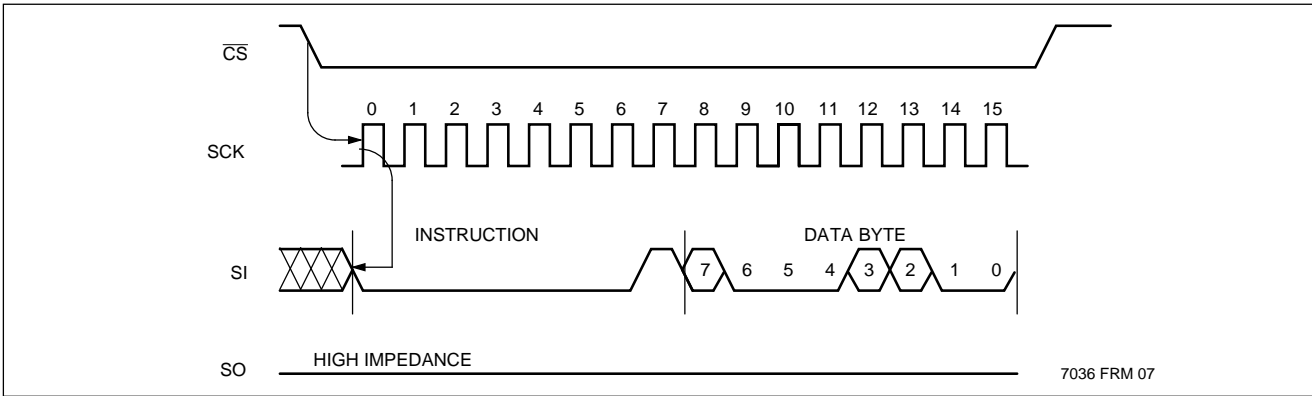 CS
0 1 2 3 4 5 6 7 8 9 10 11 12 13 14 15
SCK
INSTRUCTION DATA BYTE
SI 7 6 5 4 3 2 1 0
HIGH IMPEDANCE
SO
7036 FRM 07